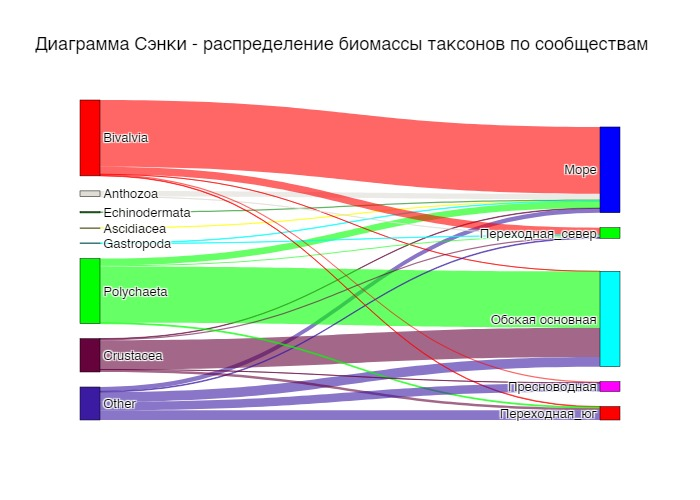 Диаграмма Сэнки - распределение биомассы таксонов по сообществам
Bivalvia
Море
Anthozoa
Echinodermata
Ascidiacea
Переходная_север
Gastropoda
Polychaeta
Обская основная
Crustacea
Пресноводная
Other
Переходная_юг